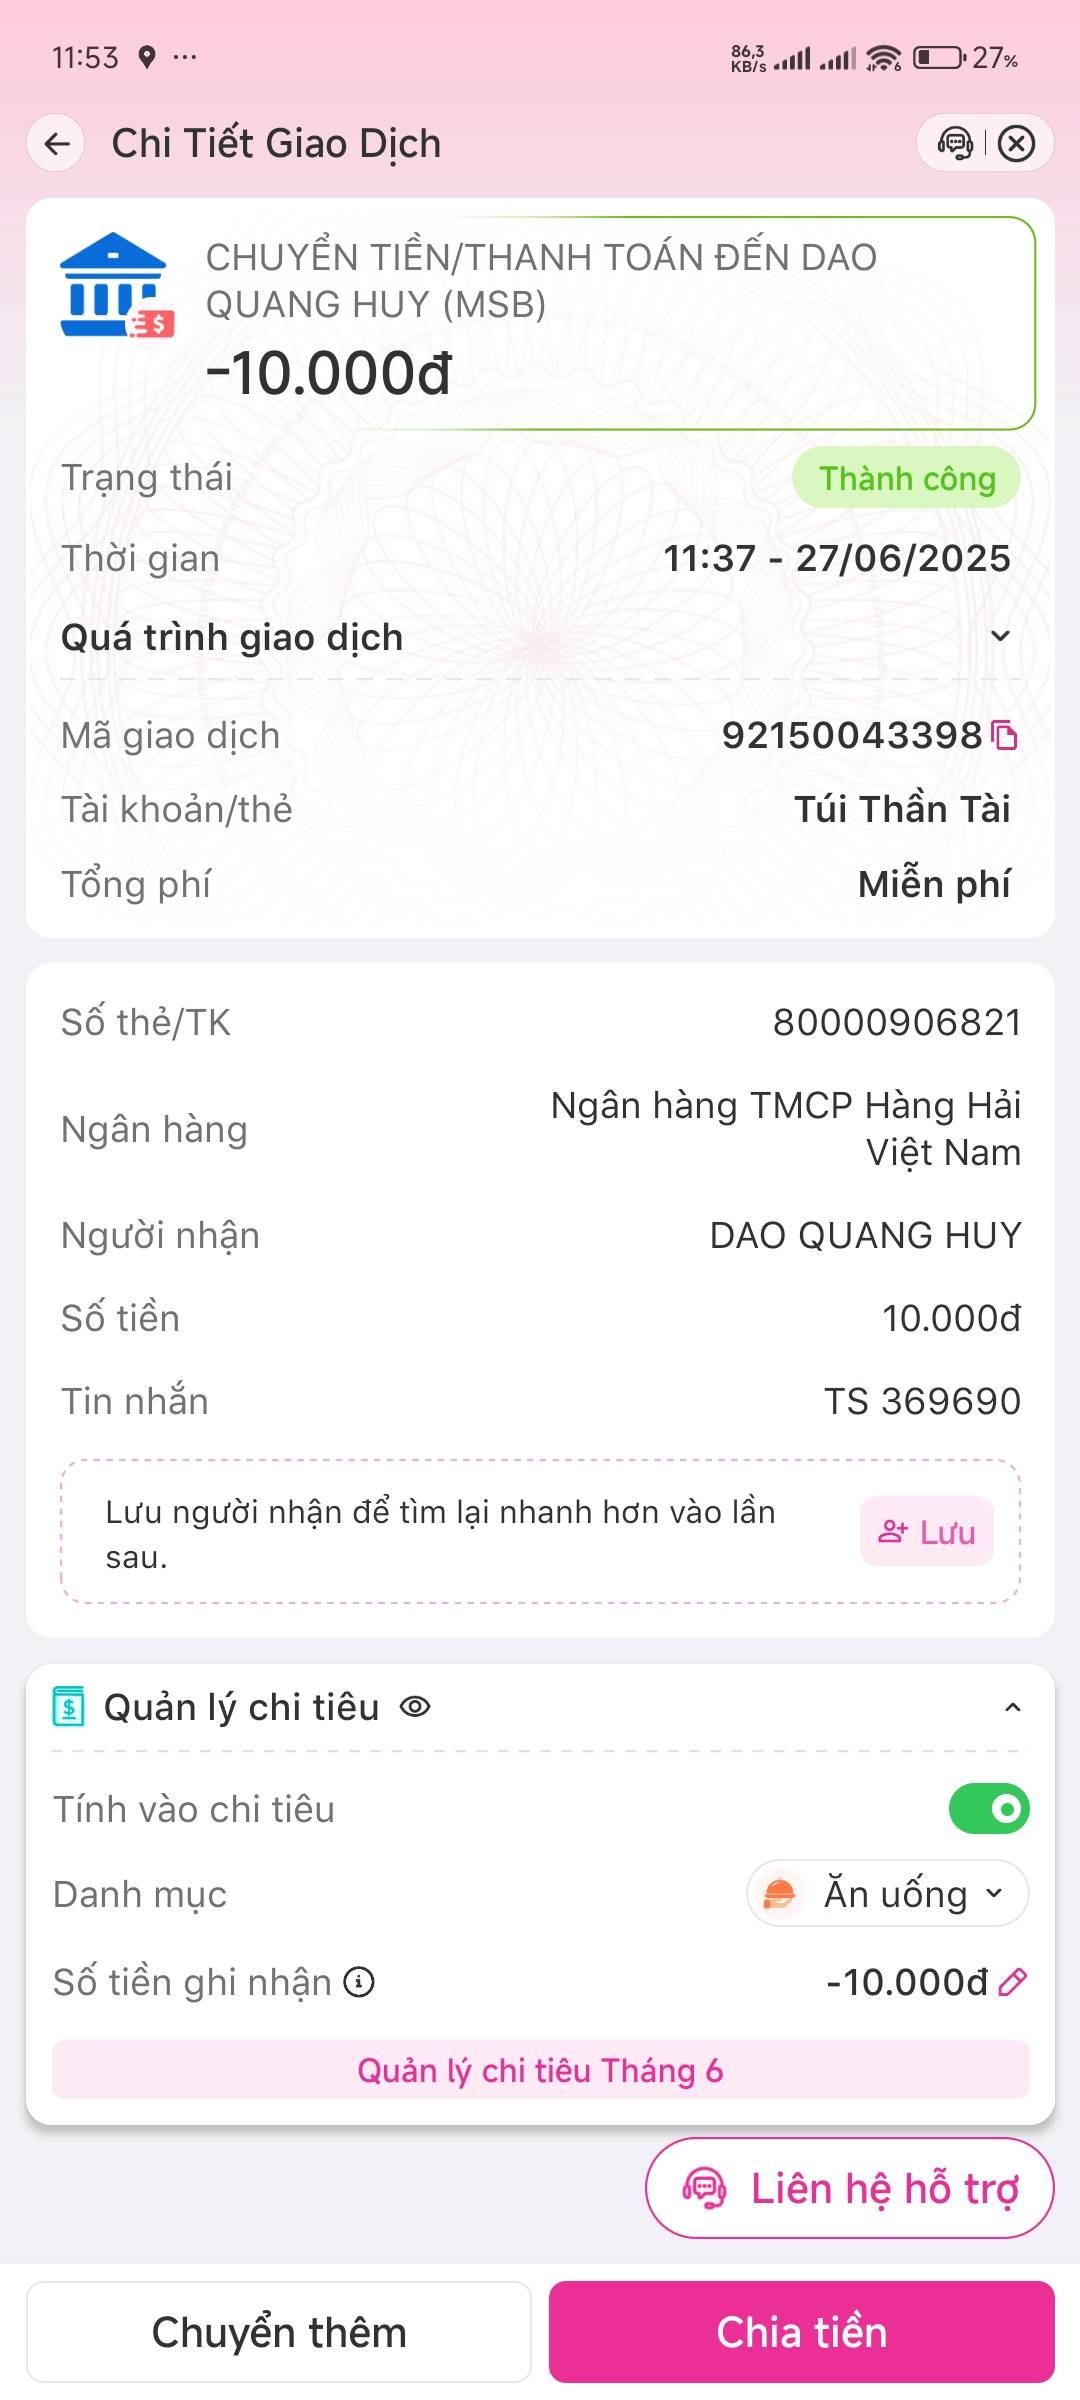 11:53 ...
86,3
KB/s
6
27%
Chi Tiết Giao Dịch
CHUYỂN TIỀN/THANH TOÁN ĐẾN DAO
QUANG HUY (MSB)
-10.000đ
Trạng thái Thành công
Thời gian 11:37 - 27/06/2025
Quá trình giao dịch
Mã giao dịch 92150043398
Tài khoản/thẻ Túi Thần Tài
Tổng phí Miễn phí
Số thẻ/TK 80000906821
Ngân hàng Ngân hàng TMCP Hàng Hải
Việt Nam
Người nhận DAO QUANG HUY
Số tiền 10.000đ
Tin nhắn TS 369690
Lưu người nhận để tìm lại nhanh hơn vào lần
sau.
Lưu
Quản lý chi tiêu
Tính vào chi tiêu
Danh mục Ăn uống
Số tiền ghi nhận -10.000đ
Quản lý chi tiêu Tháng 6
Liên hệ hỗ trợ
Chuyển thêm Chia tiền